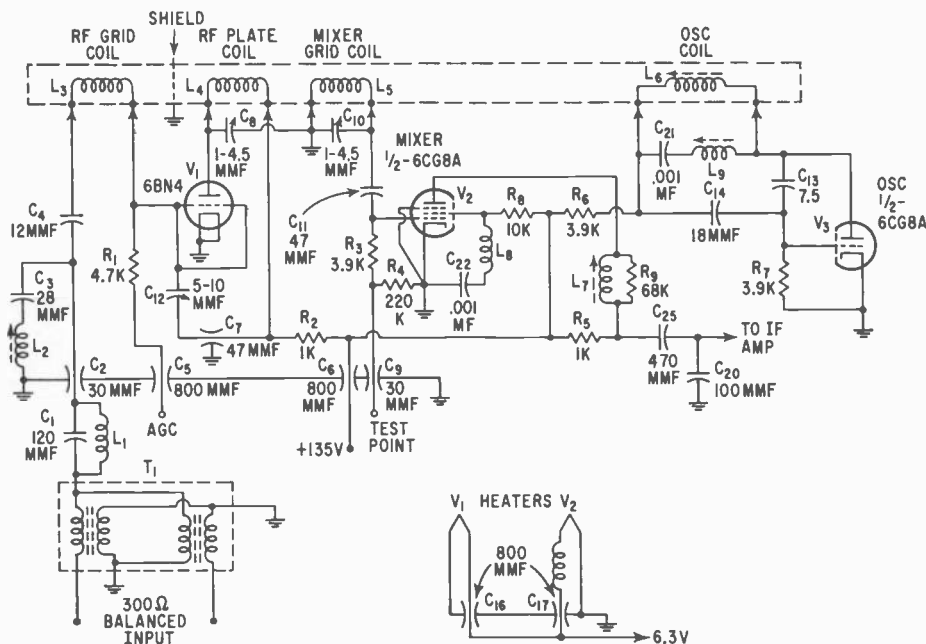 SHIELD
RF GRID
COIL
RF PLATE
COIL
MIXER
GRID COIL
OSC
COIL
L3
L4
L5
L6
C8
1-4.5
MMF
C10
1-4.5
MMF
MIXER
1/2-6CG8A
V2
C21
.001
MF
L9
C13
7.5
OSC
1/2-
6CG8A
V3
V1
6BN4
C4
12MMF
R1
4.7K
C11
47
MMF
R3
3.9K
R4
220
K
C22
.001
MF
L8
R8
10K
R6
3.9K
C14
18MMF
R7
3.9K
C3
28
MMF
L2
C12
5-10
MMF
C7
47MMF
R2
1K
L7
R9
68K
R5
1K
C25
470
MMF
TO IF
AMP
C20
100MMF
C2
30MMF
C5
800MMF
C6
800
MMF
C9
30
MMF
AGC
TEST
POINT
+135V
C1
120
MMF
L1
T1
300Ω
BALANCED
INPUT
V1 HEATERS V2
800
MMF
C16
C17
6.3V